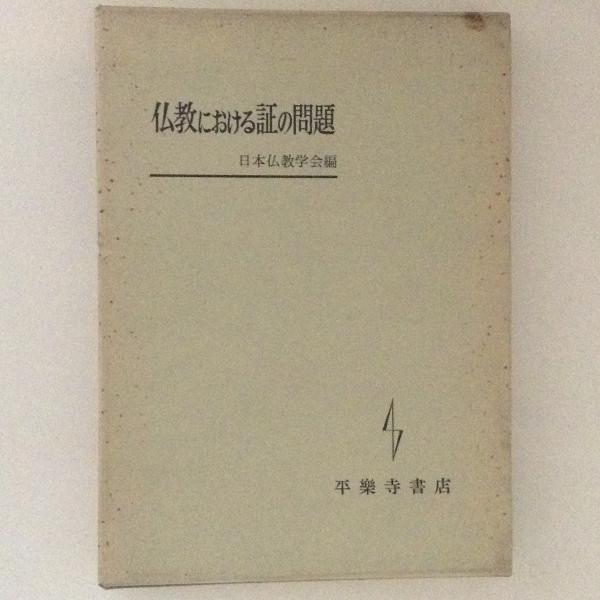 仏教における証の問題
日本仏教学会編
平樂寺書店